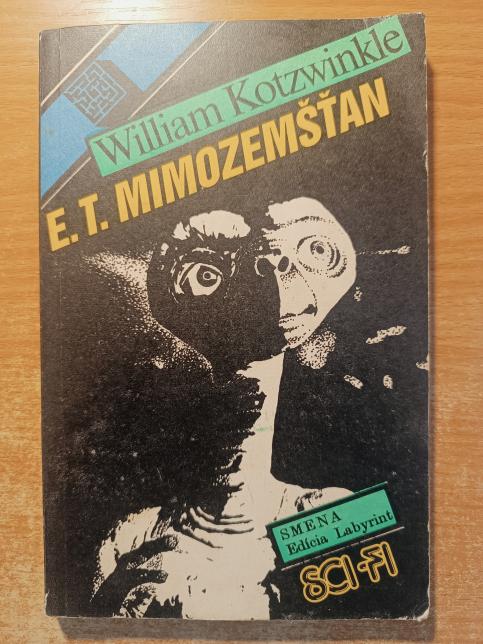 William Kotzwinkle
E.T. MIMOZEMŠŤAN
SMENA
Edícia Labyrint
SCI-FI